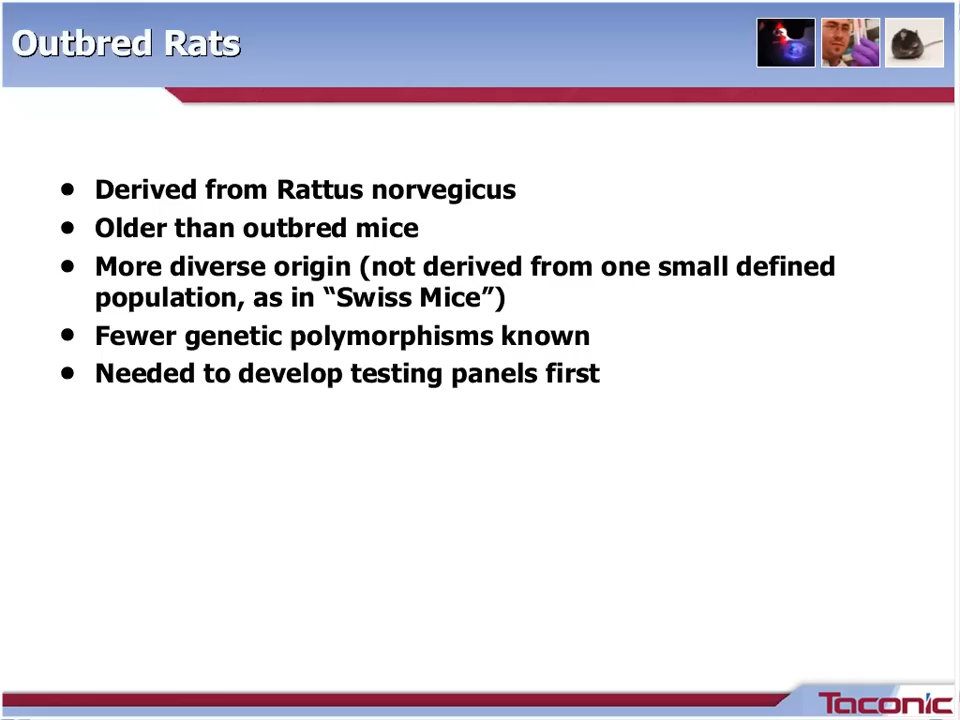 Outbred Rats
• Derived from Rattus norvegicus
• Older than outbred mice
• More diverse origin (not derived from one small defined
population, as in “Swiss Mice”)
• Fewer genetic polymorphisms known
• Needed to develop testing panels first
Taconic